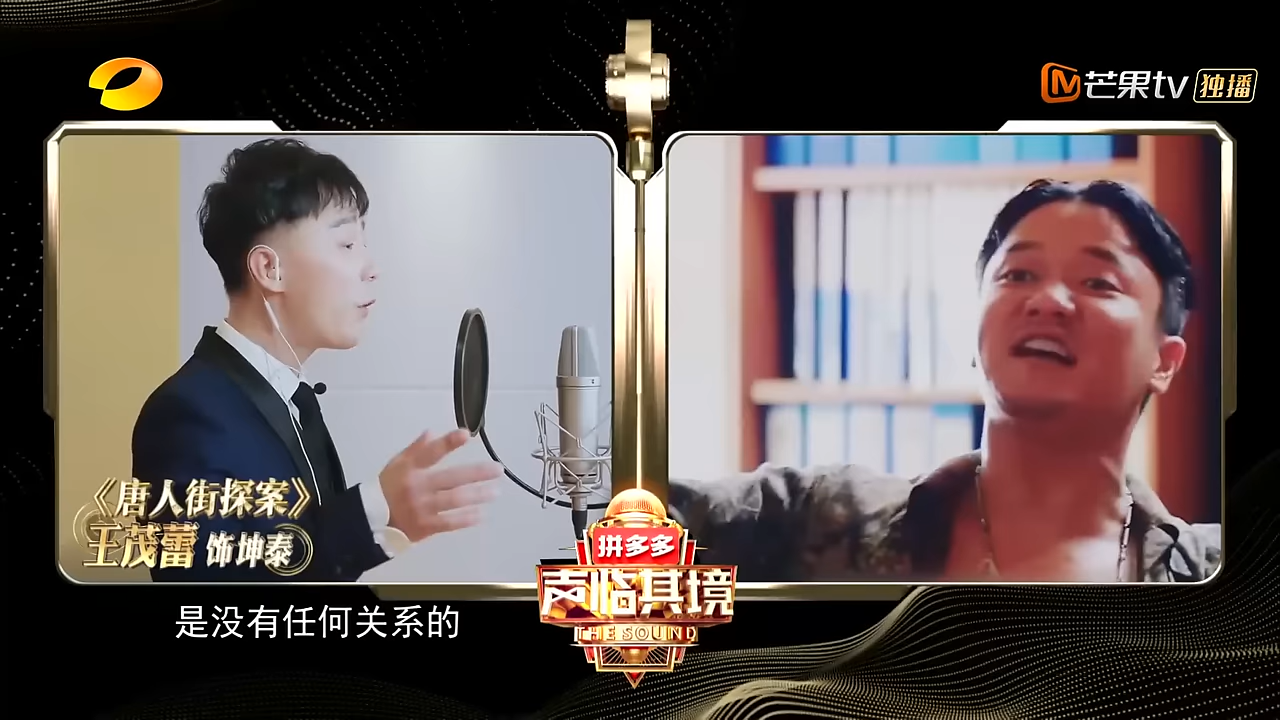 芒果tv 独播
《唐人街探案》
王茂蕾 饰坤泰
拼多多
声临其境
THE SOUND
是没有任何关系的